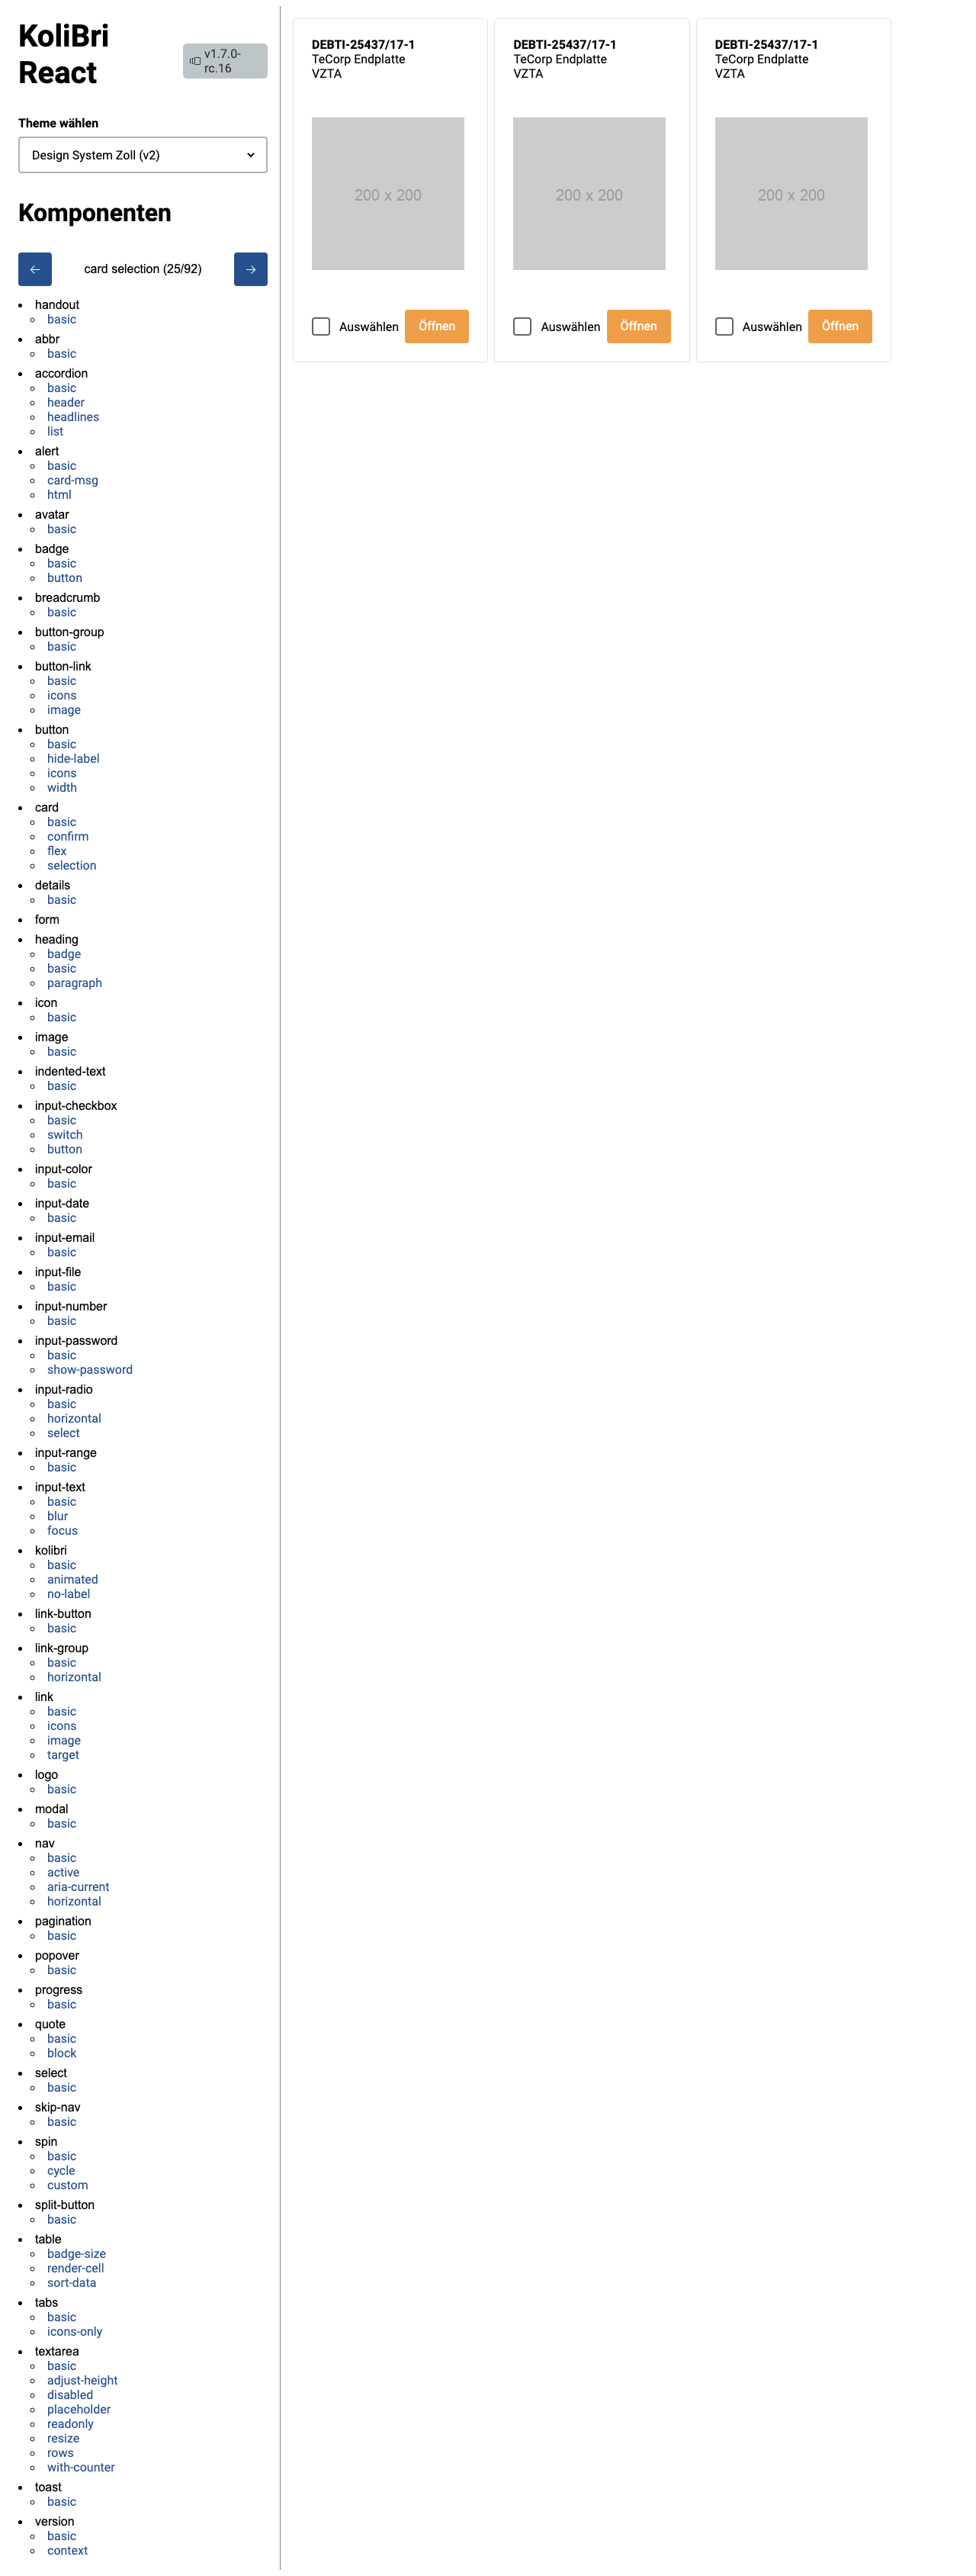 KoliBri
React
v1.7.0-
rc.16
Theme wählen
Design System Zoll (v2)
Komponenten
card selection (25/92)
handout
basic
abbr
basic
accordion
basic
header
headlines
list
alert
basic
card-msg
html
avatar
basic
badge
basic
button
breadcrumb
basic
button-group
basic
button-link
basic
icons
image
button
basic
hide-label
icons
width
card
basic
confirm
flex
selection
details
basic
form
heading
badge
basic
paragraph
icon
basic
image
basic
indented-text
basic
input-checkbox
basic
switch
button
input-color
basic
input-date
basic
input-email
basic
input-file
basic
input-number
basic
input-password
basic
show-password
input-radio
basic
horizontal
select
input-range
basic
input-text
basic
blur
focus
kolibri
basic
animated
no-label
link-button
basic
link-group
basic
horizontal
link
basic
icons
image
target
logo
basic
modal
basic
nav
basic
active
aria-current
horizontal
pagination
basic
popover
basic
progress
basic
quote
basic
block
select
basic
skip-nav
basic
spin
basic
cycle
custom
split-button
basic
table
badge-size
render-cell
sort-data
tabs
basic
icons-only
textarea
basic
adjust-height
disabled
placeholder
readonly
resize
rows
with-counter
toast
basic
version
basic
context
DEBTI-25437/17-1
TeCorp Endplatte
VZTA
200 x 200
Auswählen Öffnen
DEBTI-25437/17-1
TeCorp Endplatte
VZTA
200 x 200
Auswählen Öffnen
DEBTI-25437/17-1
TeCorp Endplatte
VZTA
200 x 200
Auswählen Öffnen